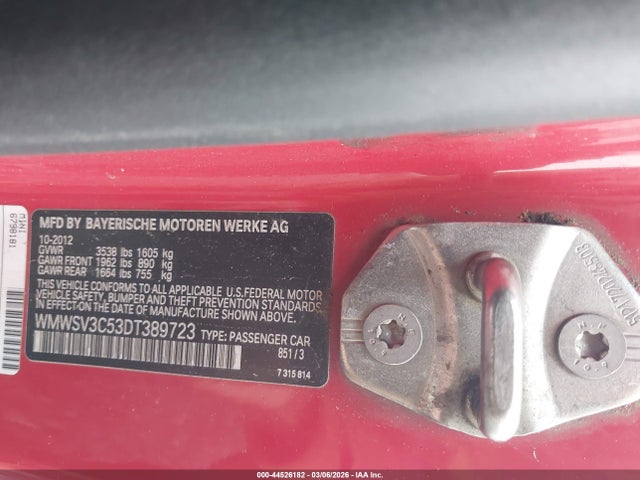 MINI
6798181
MFD BY BAYERISCHE MOTOREN WERKE AG
10-2012
GVWR 3538 lbs 1605 kg
GAWR FRONT 1962 lbs 890 kg
GAWR REAR 1664 lbs 755 kg
THIS VEHICLE CONFORMS TO ALL APPLICABLE U.S.FEDERAL MOTOR
VEHICLE SAFETY, BUMPER, AND THEFT PREVENTION STANDARDS
IN EFFECT ON THE DATE OF MANUFACTURE SHOWN ABOVE.
WMWSV3C53DT389723 TYPE: PASSENGER CAR
851/3
7 315 814
000-44526182 - 03/06/2026 - IAA Inc.